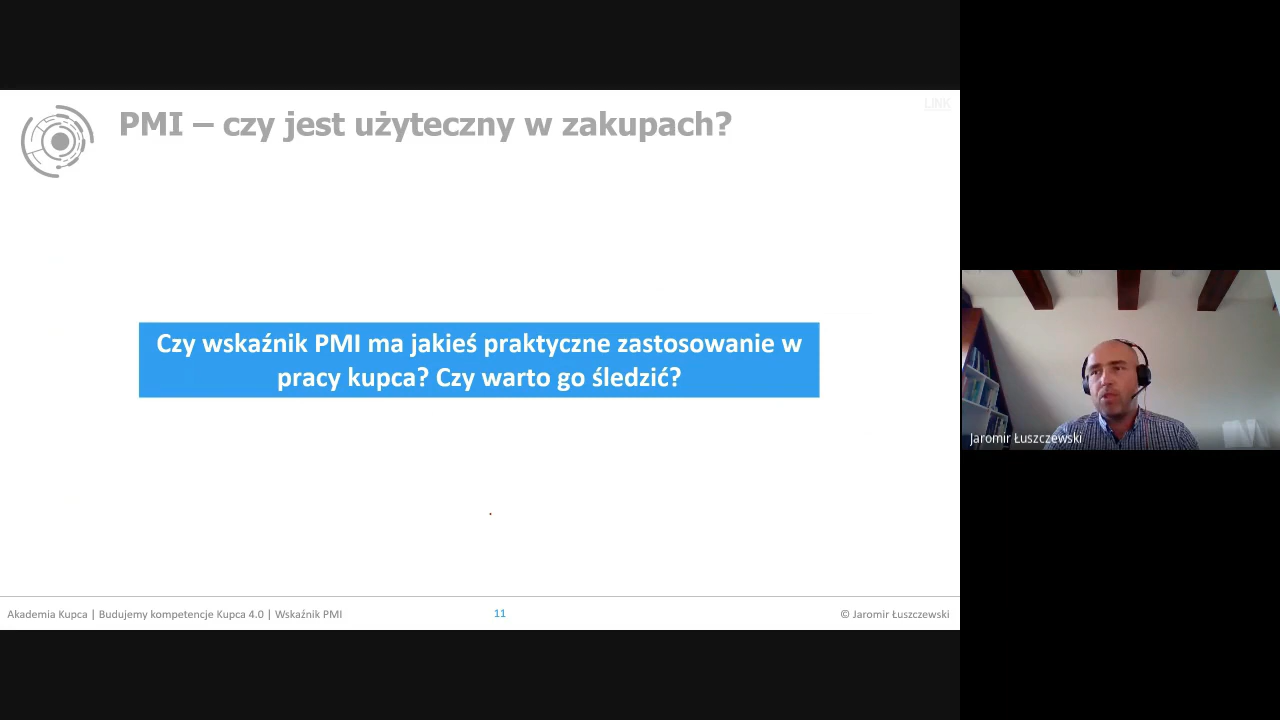 PMI – czy jest użyteczny w zakupach?
LINK
Czy wskaźnik PMI ma jakieś praktyczne zastosowanie w
pracy kupca? Czy warto go śledzić?
Jaromir Łuszczewski
Akademia Kupca | Budujemy kompetencje Kupca 4.0 | Wskaźnik PMI
11
© Jaromir Łuszczewski